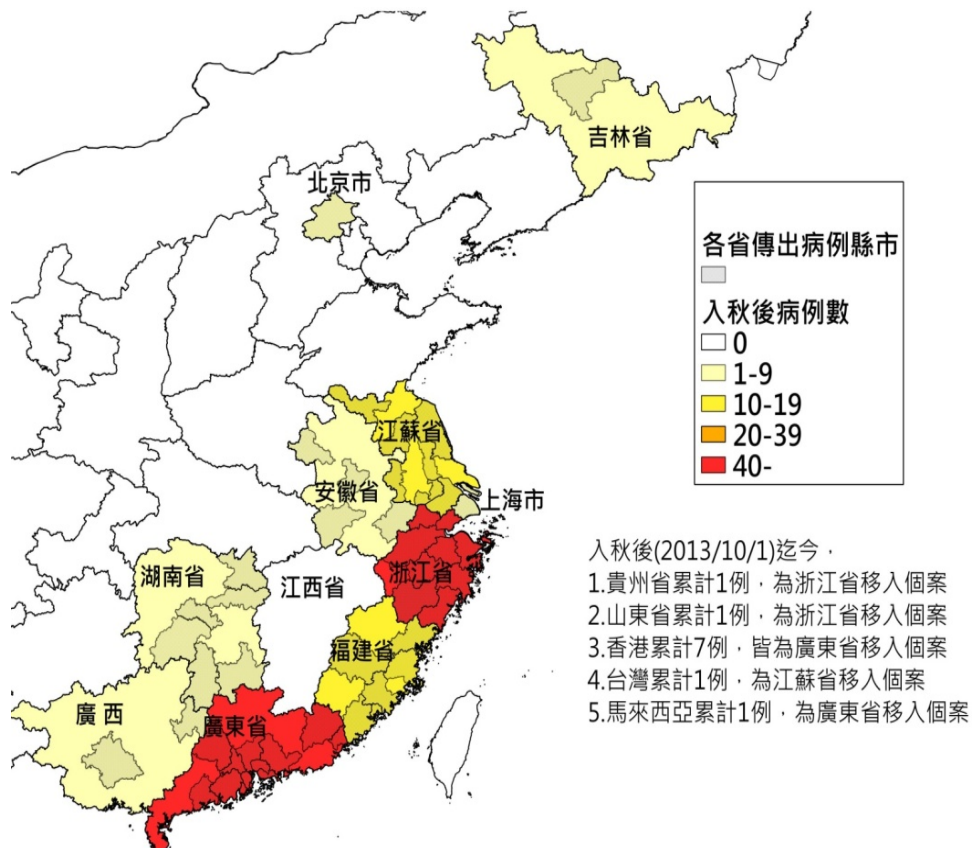 吉林省
北京市
各省傳出病例縣市
入秋後病例數
0
1-9
10-19
20-39
40-
江蘇省
安徽省
上海市
浙江省
湖南省
江西省
福建省
廣西
廣東省
入秋後(2013/10/1)迄今，
1.貴州省累計1例，為浙江省移入個案
2.山東省累計1例，為浙江省移入個案
3.香港累計7例，皆為廣東省移入個案
4.台灣累計1例，為江蘇省移入個案
5.馬來西亞累計1例，為廣東省移入個案